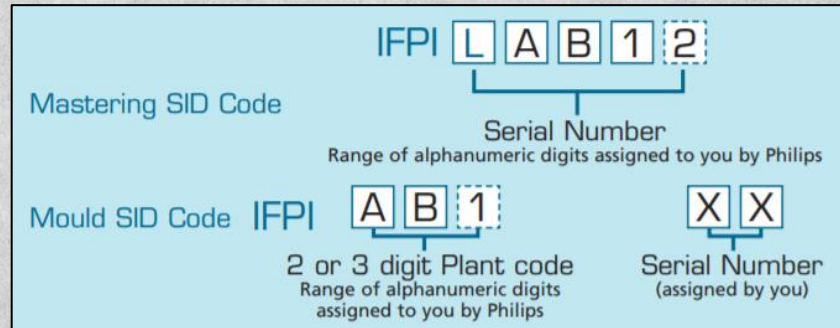 IFPI L A B 1 2
Mastering SID Code
Serial Number
Range of alphanumeric digits assigned to you by Philips
Mould SID Code IFPI A B 1 X X
2 or 3 digit Plant code
Range of alphanumeric digits
assigned to you by Philips
Serial Number
(assigned by you)